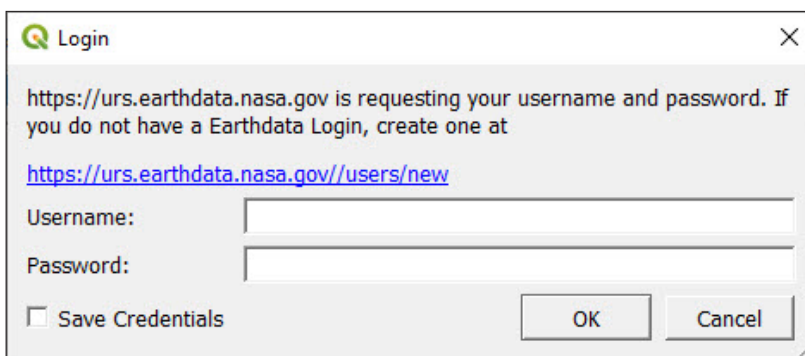 Login
https://urs.earthdata.nasa.gov is requesting your username and password. If
you do not have a Earthdata Login, create one at
https://urs.earthdata.nasa.gov//users/new
Username:
Password:
Save Credentials
OK
Cancel